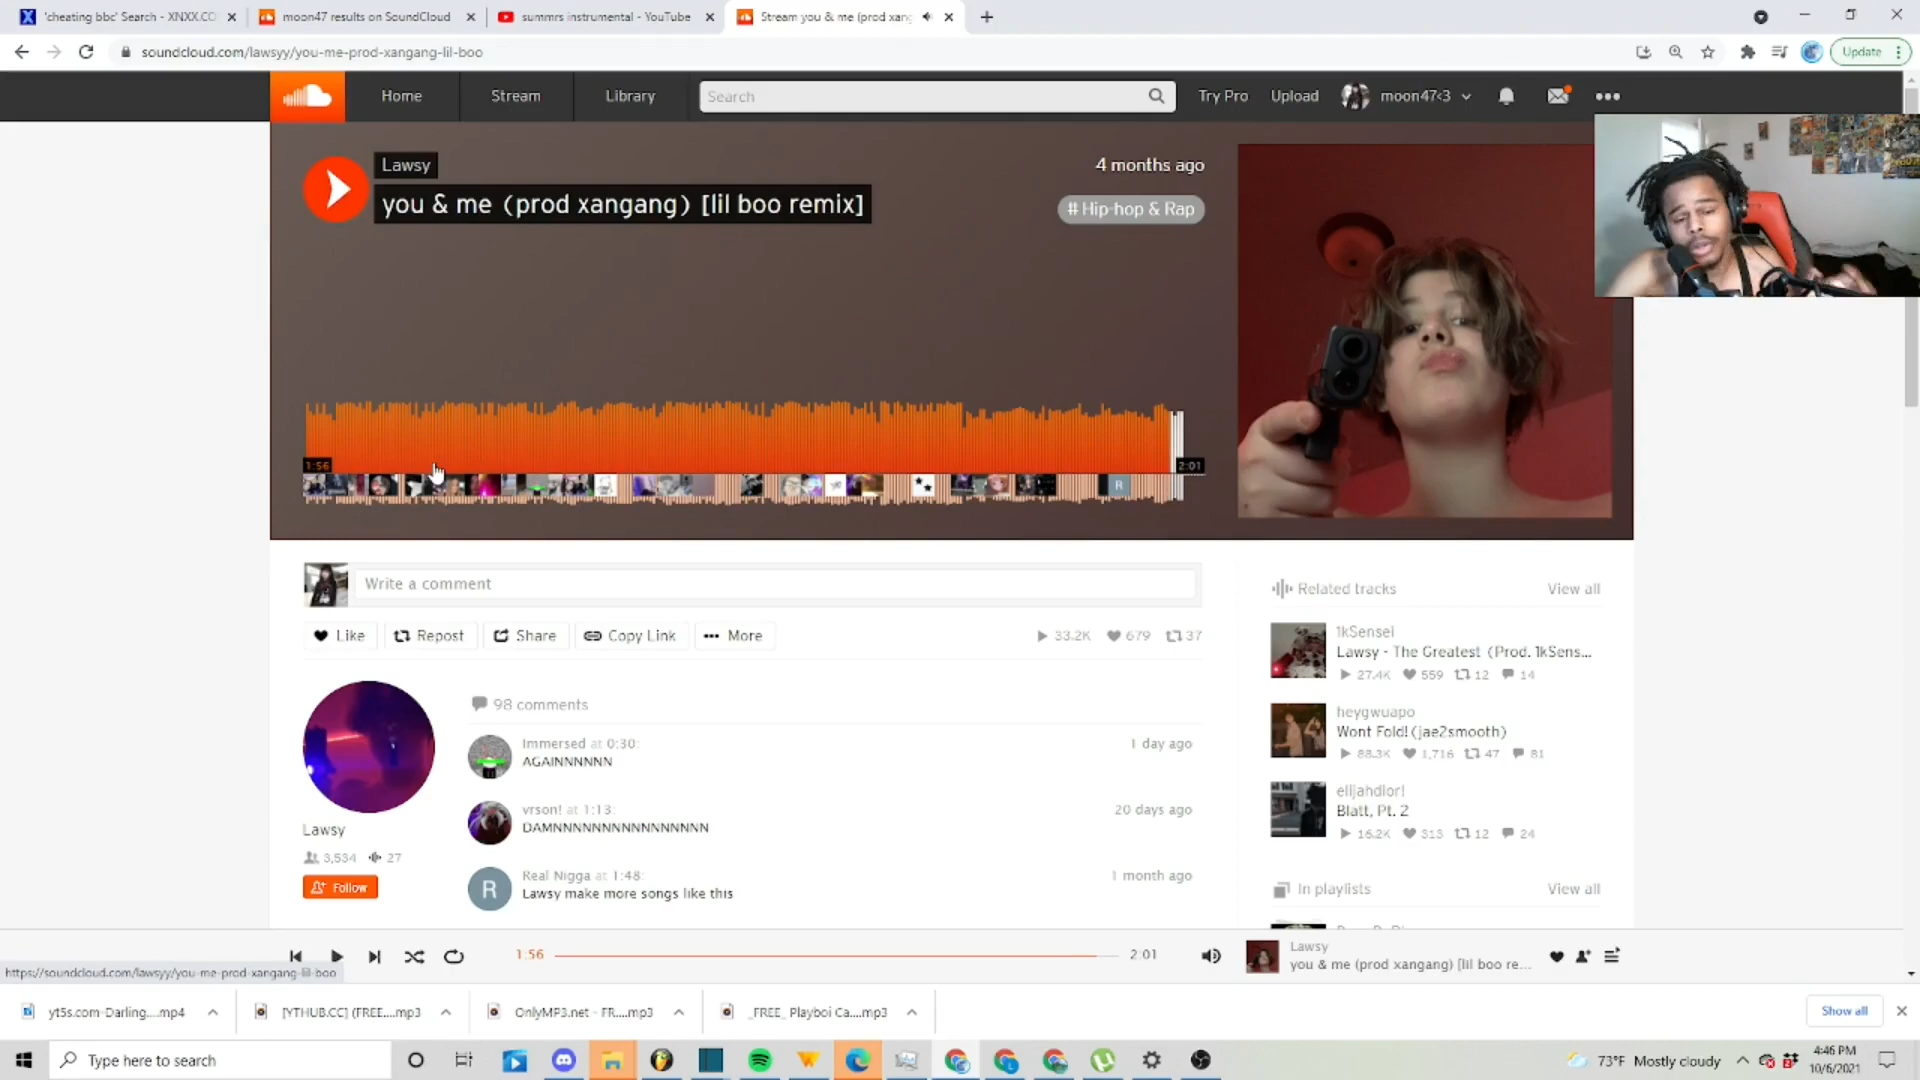 'cheating bbc' Search - XNXX.CO
moon47 results on SoundCloud
summrs instrumental - YouTube
Stream you & me (prod xang
soundcloud.com/lawsyy/you-me-prod-xangang-lil-boo
Update
Home
Stream
Library
Search
Try Pro
Upload
moon47<3
Lawsy
4 months ago
you & me (prod xangang) [lil boo remix]
# Hip-hop & Rap
1:56
2:01
R
Write a comment
Like
Repost
Share
Copy Link
More
33.2K
679
37
Related tracks
View all
1kSensei
Lawsy - The Greatest (Prod. 1kSens...
27.4K
559
12
14
98 comments
Immersed at 0:30:
1 day ago
AGAINNNNNN
heygwuapo
Wont Fold! (jae2smooth)
88.3K
1,716
47
81
vrson! at 1:13:
20 days ago
DAMNNNNNNNNNNNNNNNN
elijahdior!
Blatt, Pt. 2
16.2K
313
12
24
Lawsy
3,534
27
Follow
R
Real Nigga at 1:48:
1 month ago
Lawsy make more songs like this
In playlists
View all
1:56
2:01
Lawsy
you & me (prod xangang) [lil boo re...
https://soundcloud.com/lawsyy/you-me-prod-xangang-lil-boo
yt5s.com-Darling....mp4
[YTHUB.CC] (FREE....mp3
OnlyMP3.net - FR....mp3
_FREE_ Playboi Ca....mp3
Show all
Type here to search
73°F Mostly cloudy
4:46 PM
10/6/2021